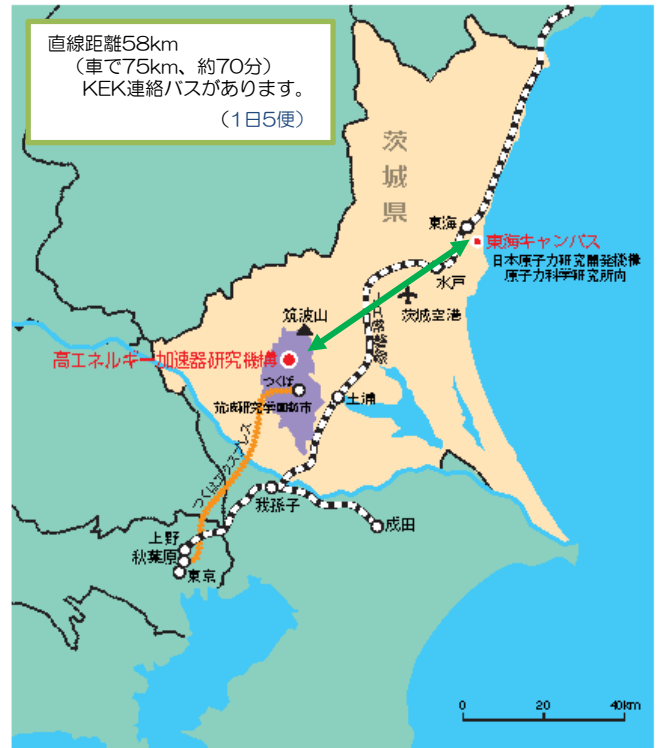 直線距離58km
（車で75km、約70分）
KEK連絡バスがあります。
（1日5便）
茨城県
東海
東海キャンパス
日本原子力研究開発機構
原子力科学研究所内
水戸
茨城空港
JR常磐線
筑波山
高エネルギー加速器研究機構
つくば
筑波研究学園都市
土浦
つくばエクスプレス
我孫子
成田
上野
秋葉原
東京
0 20 40km